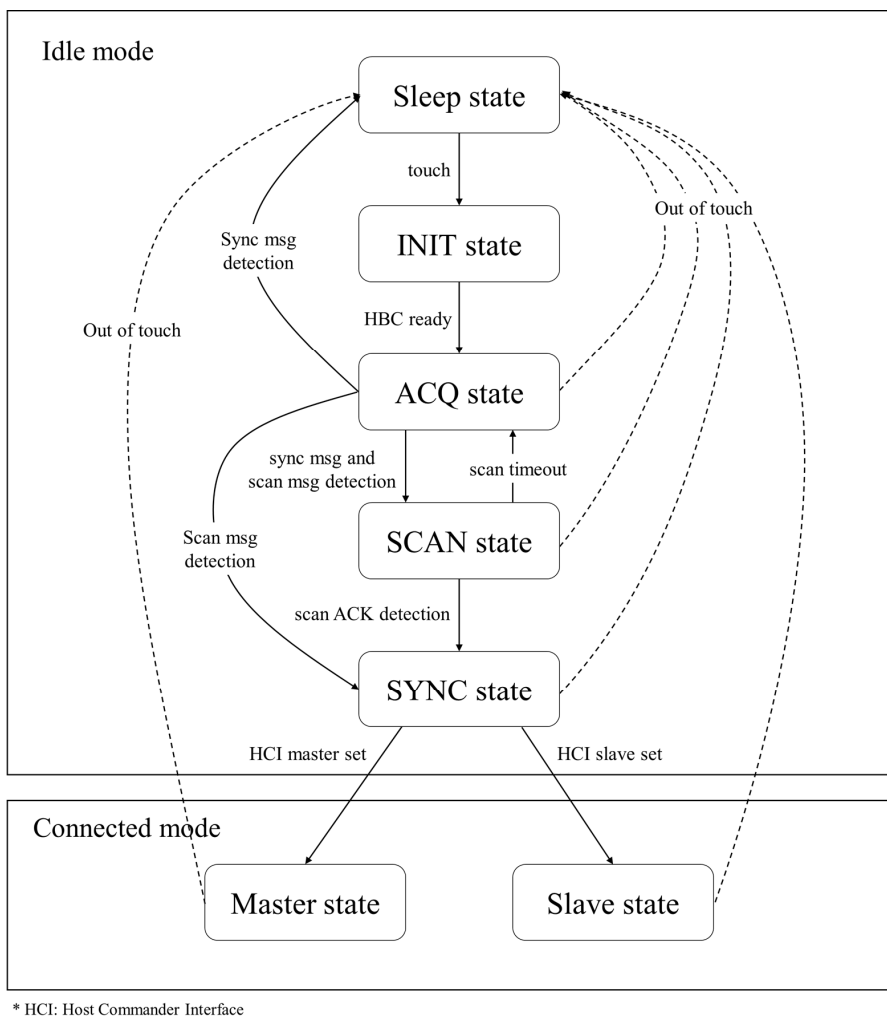 Idle mode
Sleep state
touch
Out of touch
INIT state
Sync msg
detection
HBC ready
Out of touch
ACQ state
sync msg and
scan msg detection
scan timeout
Scan msg
detection
SCAN state
scan ACK detection
SYNC state
HCI master set
HCI slave set
Connected mode
Master state
Slave state
* HCI: Host Commander Interface